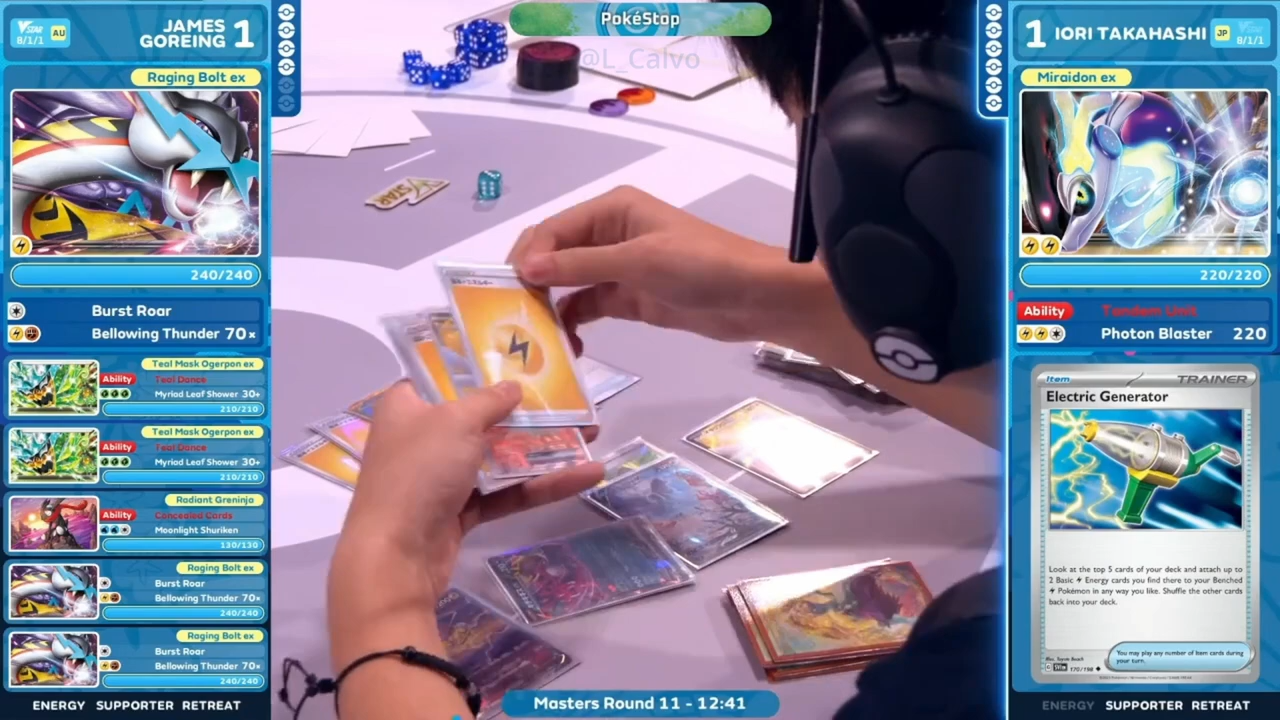 VSTAR
8/1/1
AU
JAMES
GOREING 1
Raging Bolt ex
240/240
Burst Roar
Bellowing Thunder 70×
Teal Mask Ogerpon ex
Ability Teal Dance
Myriad Leaf Shower 30+
210/210
Teal Mask Ogerpon ex
Ability Teal Dance
Myriad Leaf Shower 30+
210/210
Radiant Greninja
Ability Concealed Cards
Moonlight Shuriken
130/130
Raging Bolt ex
Burst Roar
Bellowing Thunder 70×
240/240
Raging Bolt ex
Burst Roar
Bellowing Thunder 70×
240/240
ENERGY SUPPORTER RETREAT
PokéStop
@L_Calvo
VSTAR
Masters Round 11 - 12:41
1 IORI TAKAHASHI
JP
VSTAR
8/1/1
Miraidon ex
220/220
Ability Tandem Unit
Photon Blaster 220
Item TRAINER
Electric Generator
Look at the top 5 cards of your deck and attach up to
2 Basic Energy cards you find there to your Benched
Pokémon in any way you like. Shuffle the other cards
back into your deck.
You may play any number of Item cards during
your turn.
170/198
ENERGY SUPPORTER RETREAT